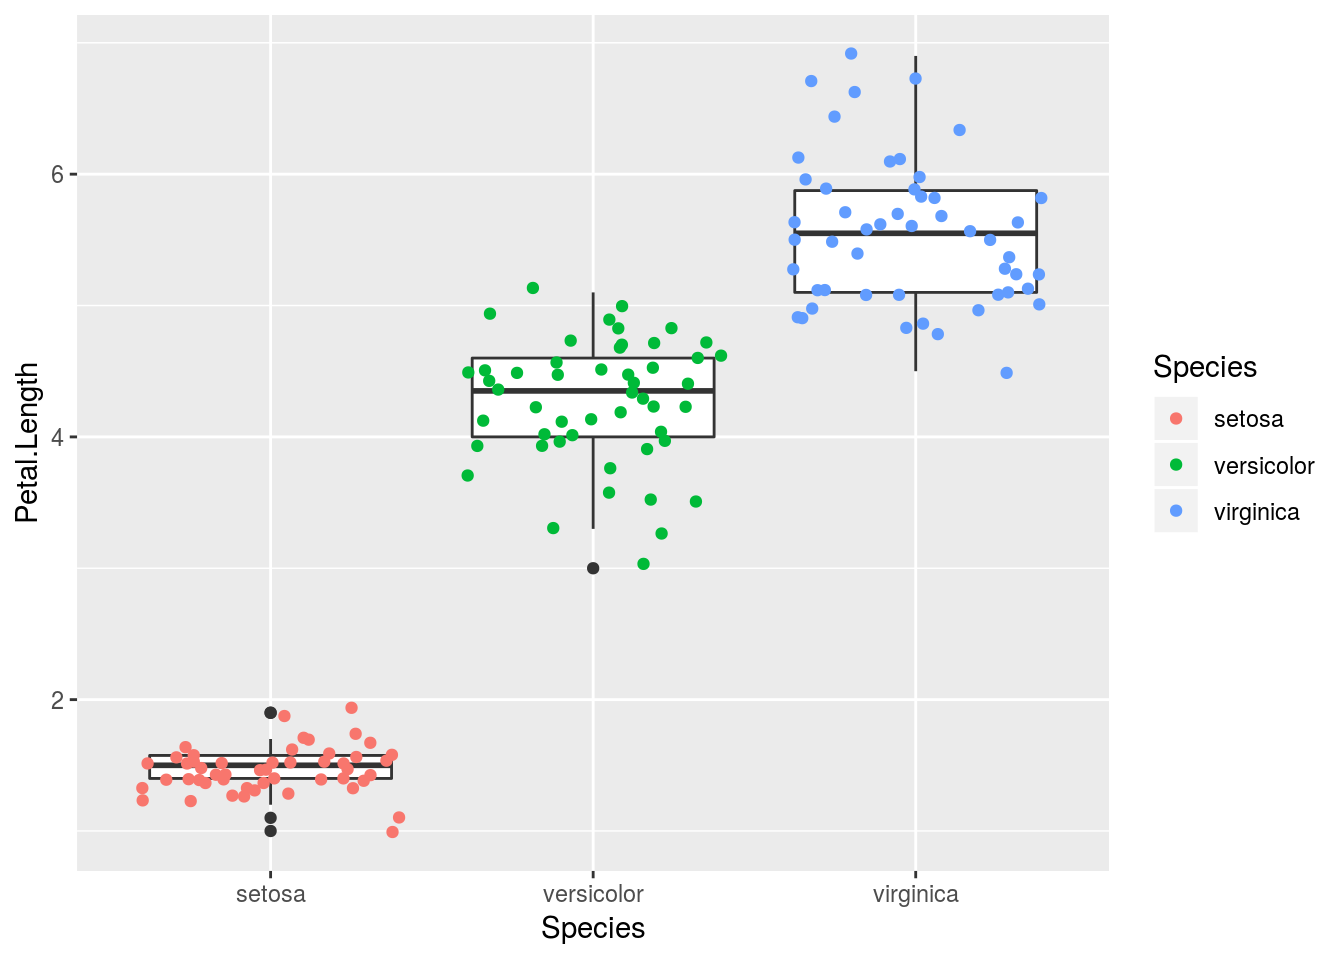 6
4
2
Petal.Length
setosa
versicolor
virginica
Species
Species
setosa
versicolor
virginica